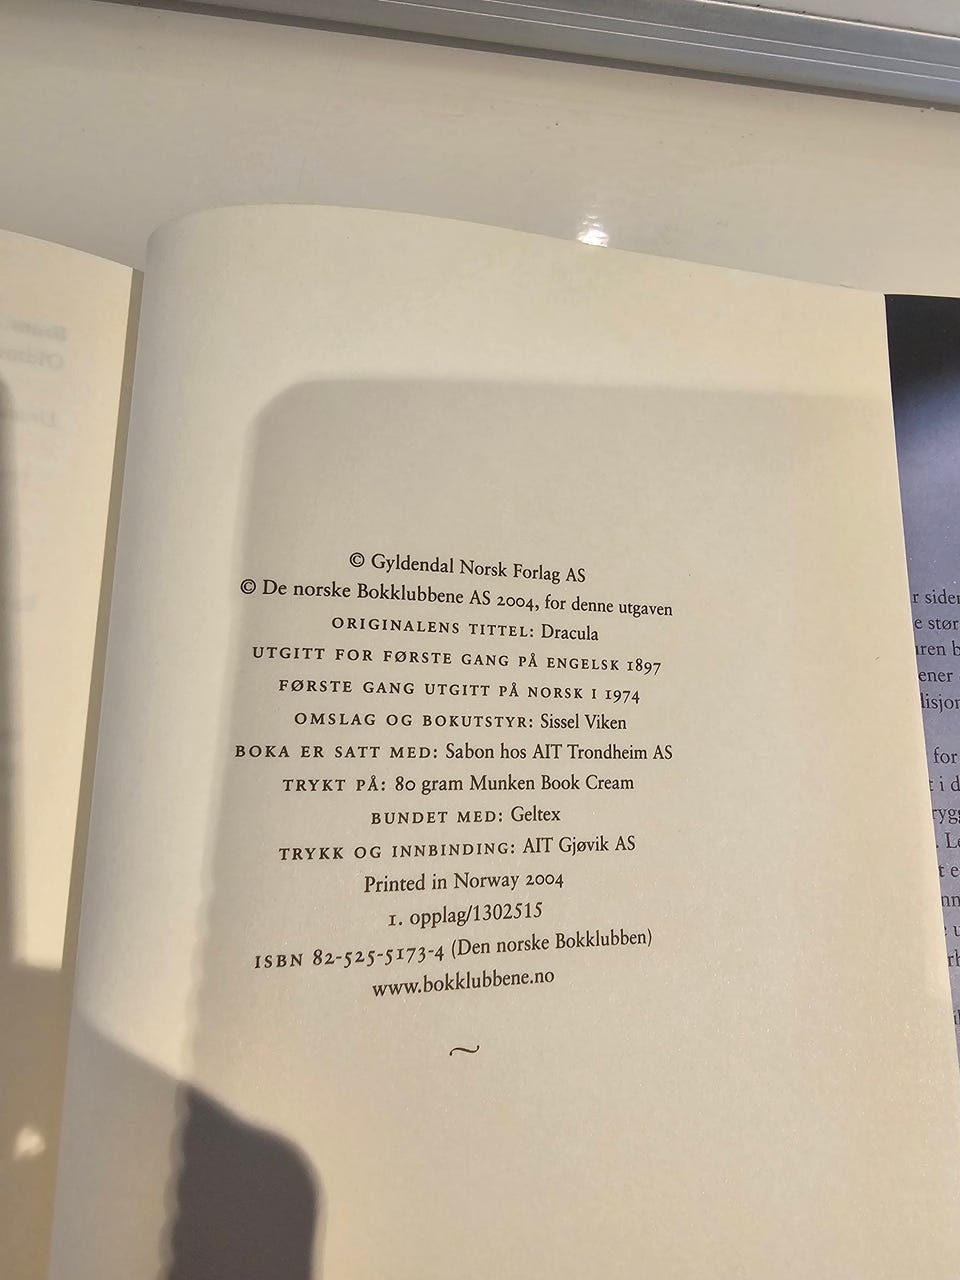 © Gyldendal Norsk Forlag AS
© De norske Bokklubbene AS 2004, for denne utgaven
ORIGINALENS TITTEL: Dracula
UTGITT FOR FØRSTE GANG PÅ ENGELSK 1897
FØRSTE GANG UTGITT PÅ NORSK I 1974
OMSLAG OG BOKUTSTYR: Sissel Viken
BOKA ER SATT MED: Sabon hos AIT Trondheim AS
TRYKT PÅ: 80 gram Munken Book Cream
BUNDET MED: Geltex
TRYKK OG INNBINDING: AIT Gjøvik AS
Printed in Norway 2004
1. opplag/1302515
ISBN 82-525-5173-4 (Den norske Bokklubben)
www.bokklubbene.no
~
for